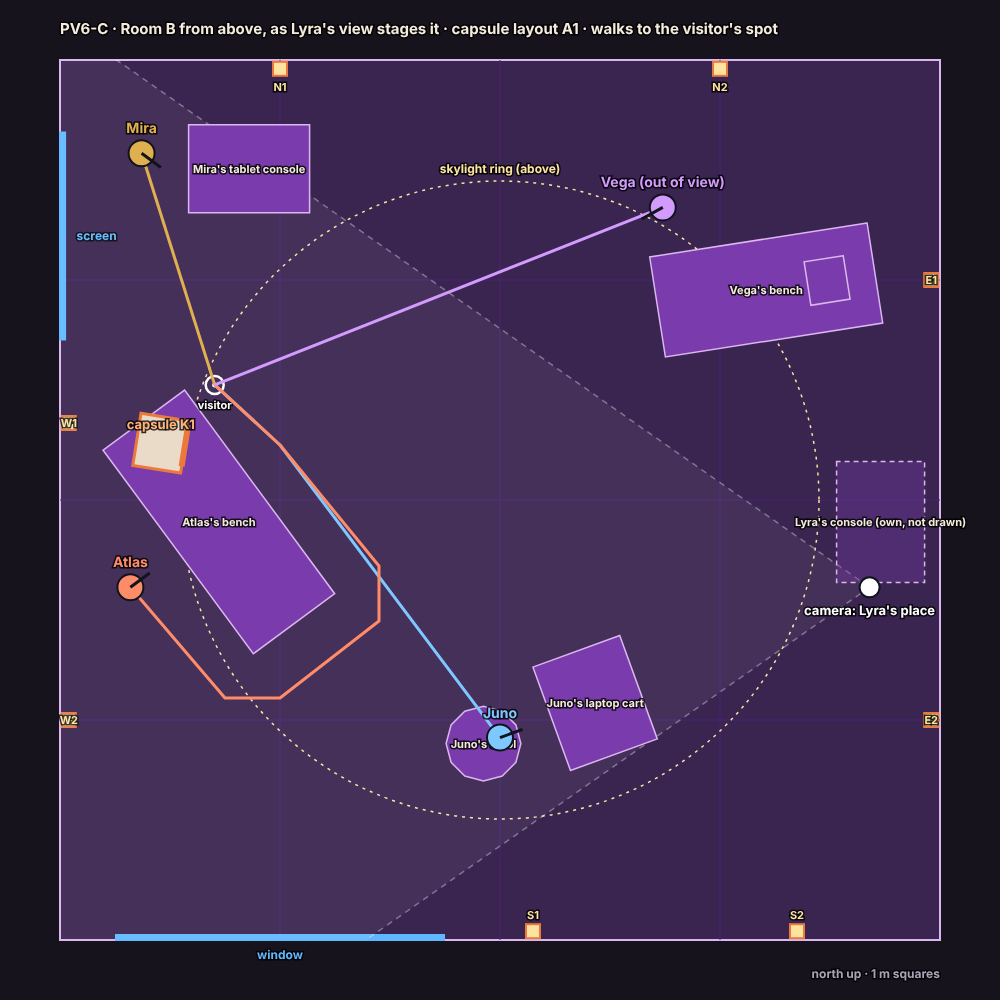 PV6-C · Room B from above, as Lyra's view stages it · capsule layout A1 · walks to the visitor's spot
N1
N2
Mira
Mira's tablet console
skylight ring (above)
Vega (out of view)
screen
E1
Vega's bench
visitor
W1
capsule K1
Atlas's bench
Lyra's console (own, not drawn)
Atlas
camera: Lyra's place
Juno's laptop cart
Juno
W2
E2
Juno's
S1
S2
window
north up · 1 m squares